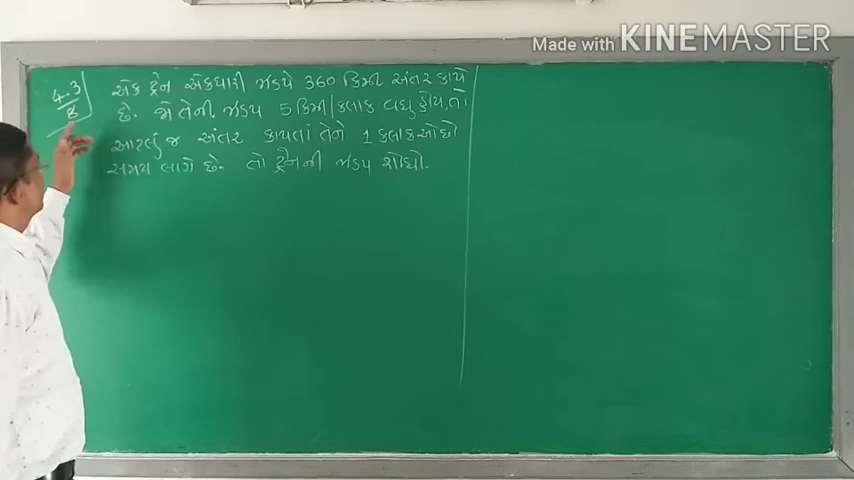 Made with KINEMASTER
4.3
8
એક ટ્રેન એકધારી ઝડપે 360 કિમી અંતર કાપે
છે. જો તેની ઝડપ 5 કિમી/કલાક વધુ હોય, તો
આટલું જ અંતર કાપતાં તેને 1 કલાક ઓછો
સમય લાગે છે. તો ટ્રેનની ઝડપ શોધો.